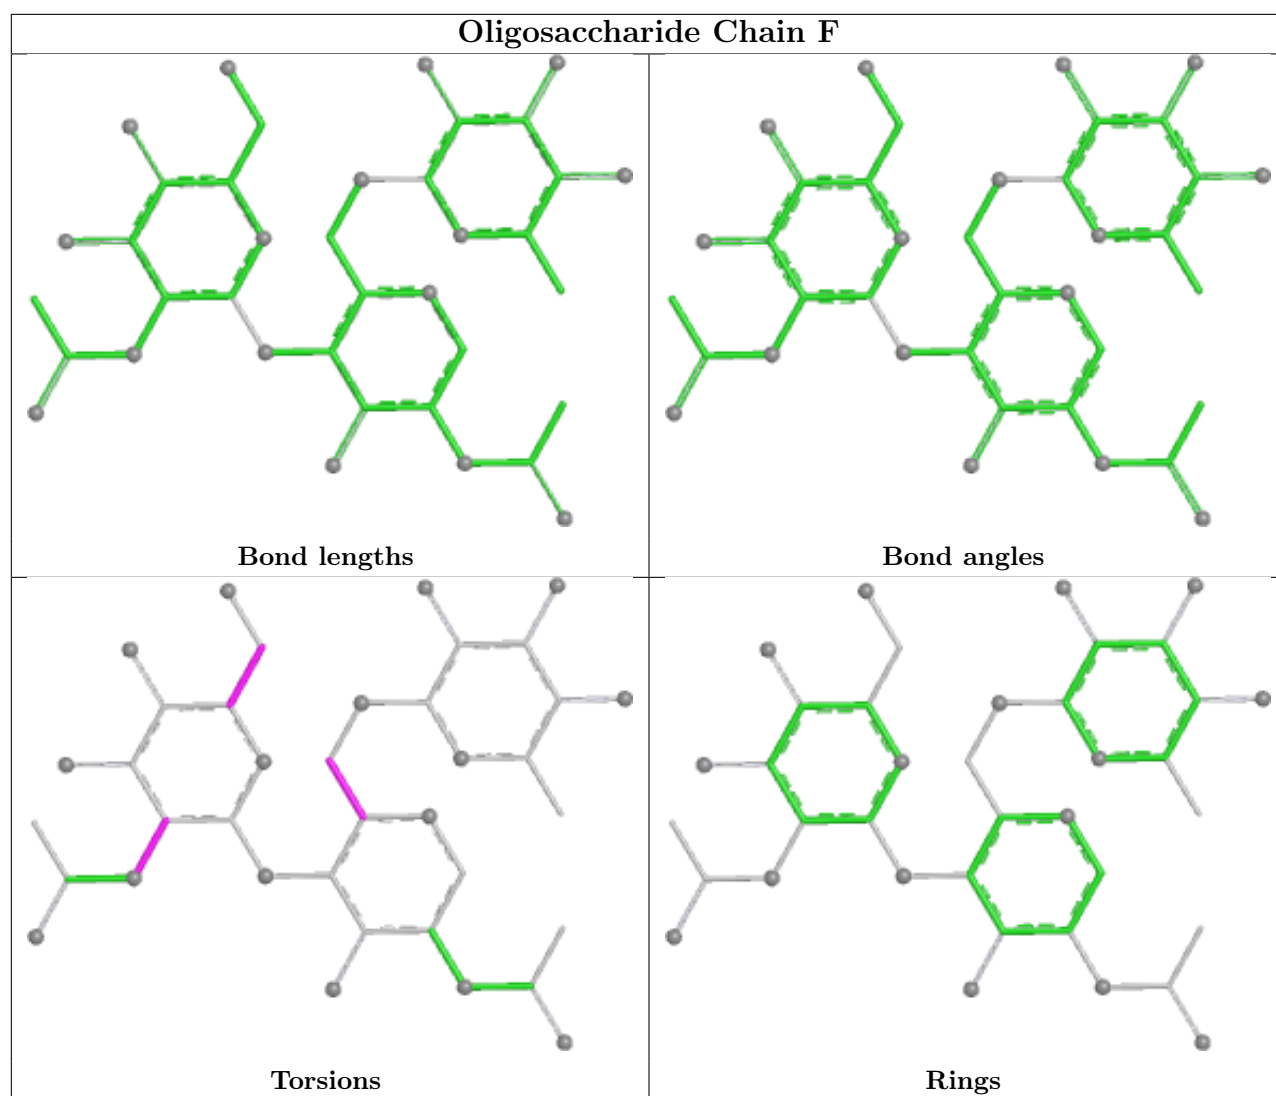 Oligosaccharide Chain F
Bond lengths
Bond angles
Torsions
Rings